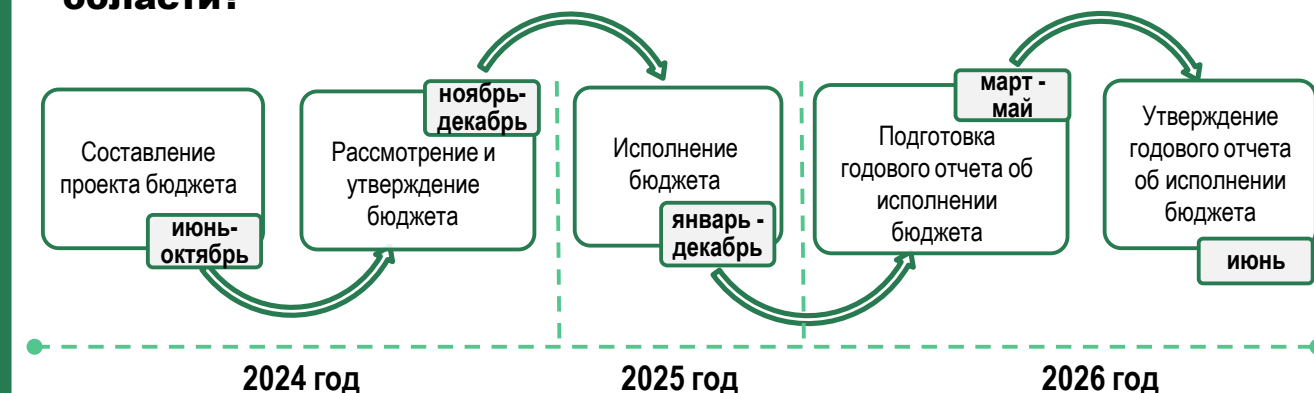 области?
Составление
проекта бюджета
июнь-
октябрь
Рассмотрение и
утверждение
бюджета
ноябрь-
декабрь
Исполнение
бюджета
январь -
декабрь
Подготовка
годового отчета об
исполнении
бюджета
март -
май
Утверждение
годового отчета
об исполнении
бюджета
июнь
2024 год
2025 год
2026 год